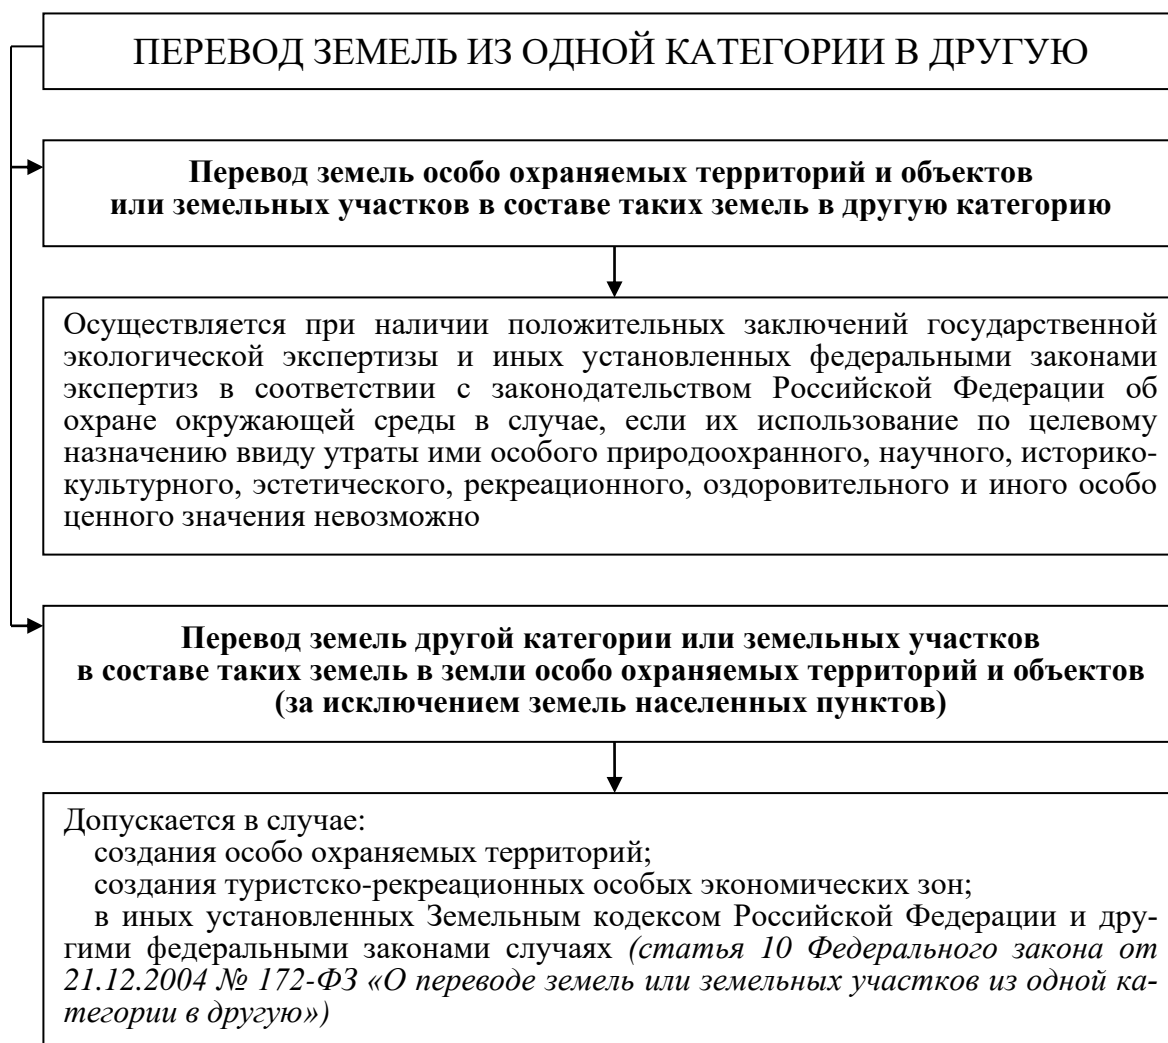 ПЕРЕВОД ЗЕМЕЛЬ ИЗ ОДНОЙ КАТЕГОРИИ В ДРУГУЮ
Перевод земель особо охраняемых территорий и объектов
или земельных участков в составе таких земель в другую категорию
Осуществляется при наличии положительных заключений государственной
экологической экспертизы и иных установленных федеральными законами
экспертиз в соответствии с законодательством Российской Федерации об
охране окружающей среды в случае, если их использование по целевому
назначению ввиду утраты ими особого природоохранного, научного, историко-
культурного, эстетического, рекреационного, оздоровительного и иного особо
ценного значения невозможно
Перевод земель другой категории или земельных участков
в составе таких земель в земли особо охраняемых территорий и объектов
(за исключением земель населенных пунктов)
Допускается в случае:
создания особо охраняемых территорий;
создания туристско-рекреационных особых экономических зон;
в иных установленных Земельным кодексом Российской Федерации и дру-
гими федеральными законами случаях (статья 10 Федерального закона от
21.12.2004 № 172-ФЗ «О переводе земель или земельных участков из одной ка-
тегории в другую»)